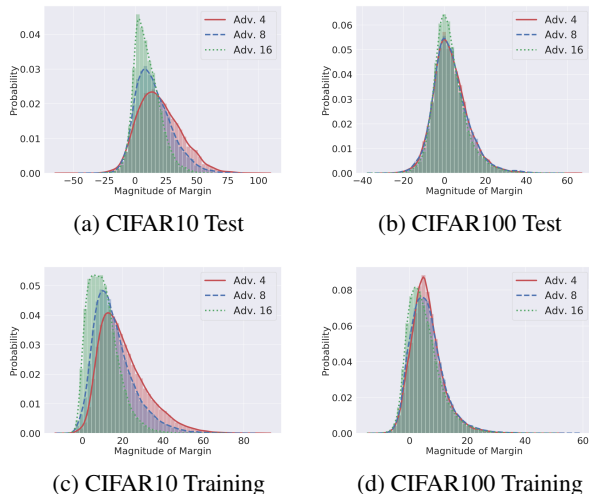 0.04
0.03
0.02
0.01
0.00
Probability
Adv. 4
Adv. 8
Adv. 16
−50 −25 0 25 50 75 100
Magnitude of Margin
(a) CIFAR10 Test
0.06
0.05
0.04
0.03
0.02
0.01
0.00
Probability
Adv. 4
Adv. 8
Adv. 16
−40 −20 0 20 40 60
Magnitude of Margin
(b) CIFAR100 Test
0.05
0.04
0.03
0.02
0.01
0.00
Probability
Adv. 4
Adv. 8
Adv. 16
0 20 40 60 80
Magnitude of Margin
(c) CIFAR10 Training
0.08
0.06
0.04
0.02
0.00
Probability
Adv. 4
Adv. 8
Adv. 16
0 20 40 60
Magnitude of Margin
(d) CIFAR100 Training